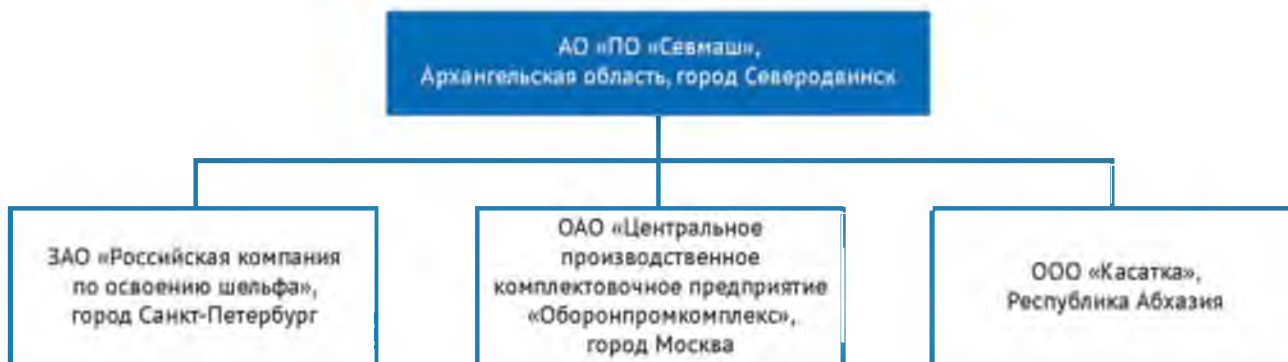 АО «ПО «Севмаш»,
Архангельская область, город Северодвинск
ЗАО «Российская компания
по освоению шельфа»,
город Санкт-Петербург
ОАО «Центральное
производственное
комплектовочное предприятие
«Оборонпромкомплекс»,
город Москва
ООО «Касатка»,
Республика Абхазия